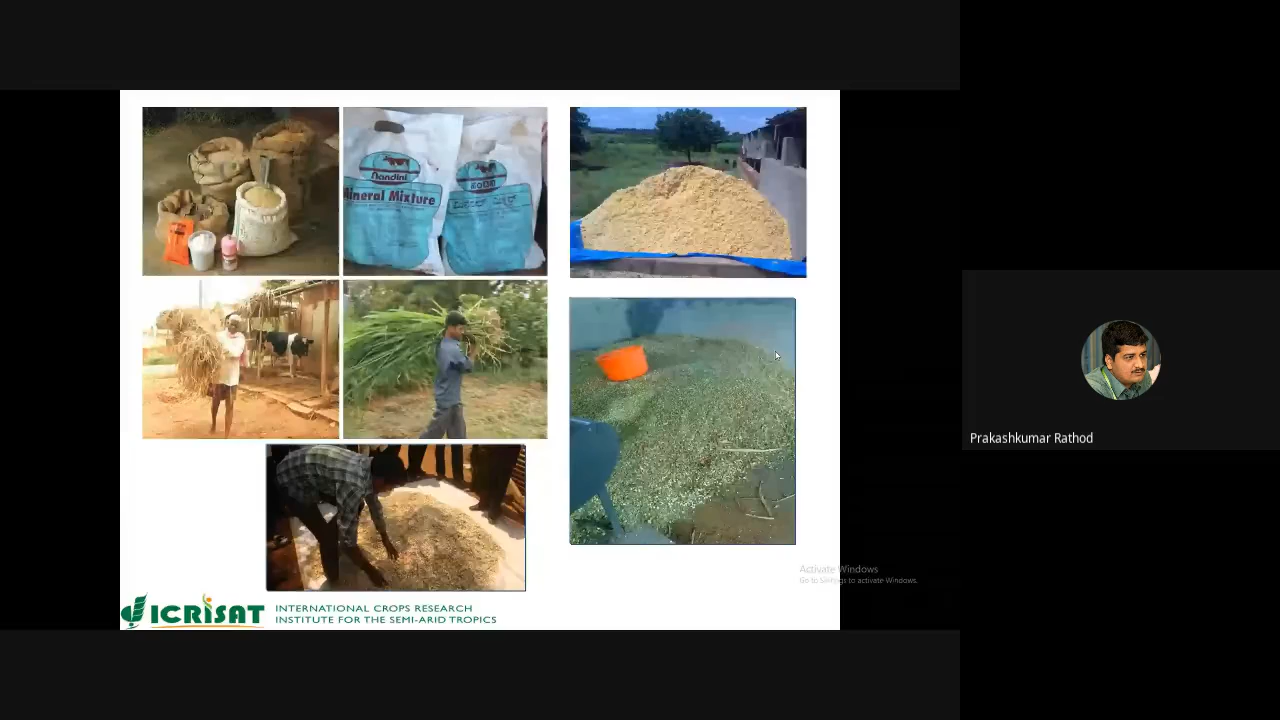 Nandini
Mineral Mixture
ನಂದಿನಿ
ICRISAT
INTERNATIONAL CROPS RESEARCH
INSTITUTE FOR THE SEMI-ARID TROPICS
Activate Windows
Go to Settings to activate Windows.
Prakashkumar Rathod